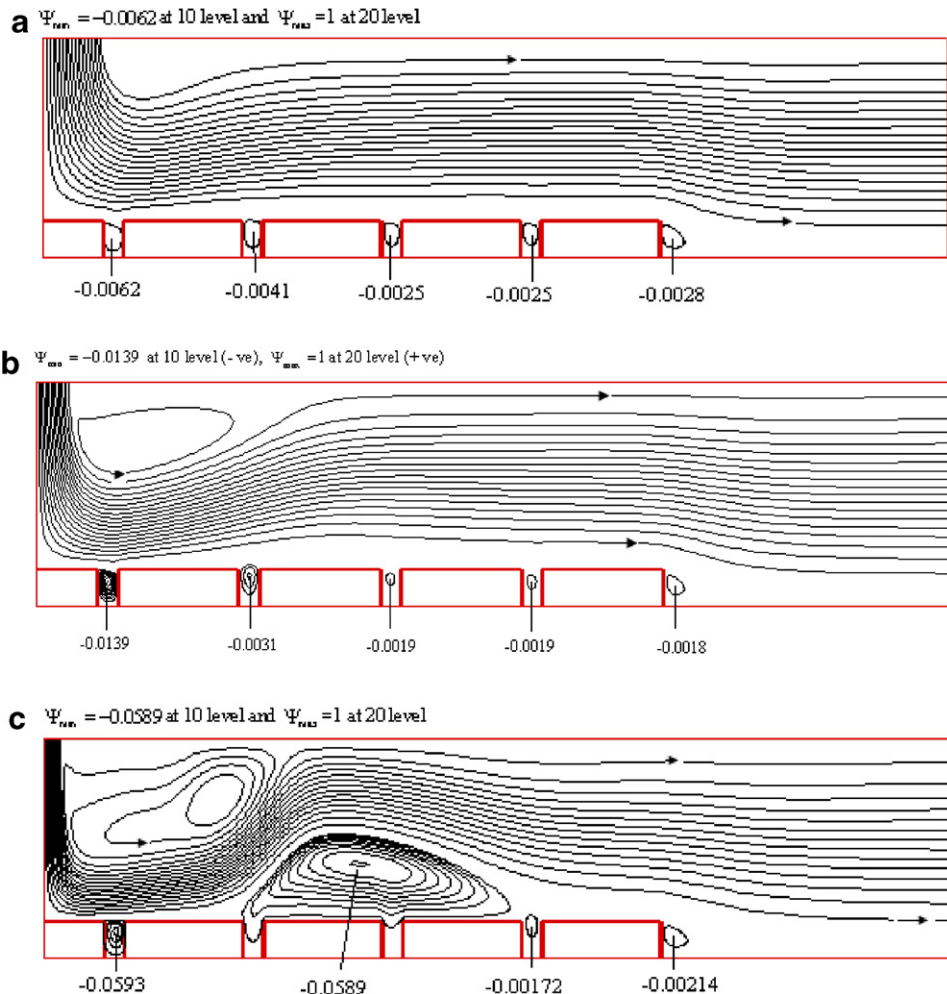 a Ψmin = -0.0062 at 10 level and Ψmax = 1 at 20 level
-0.0062 -0.0041 -0.0025 -0.0025 -0.0028
b Ψmin = -0.0139 at 10 level (- ve), Ψmax = 1 at 20 level (+ ve)
-0.0139 -0.0031 -0.0019 -0.0019 -0.0018
c Ψmin = -0.0589 at 10 level and Ψmax = 1 at 20 level
-0.0593 -0.0589 -0.00172 -0.00214